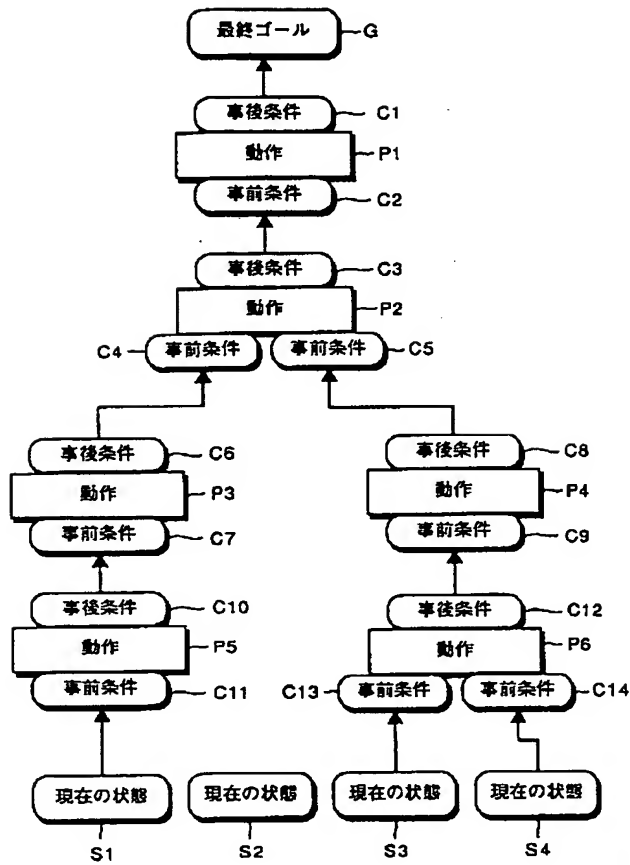 最終ゴール G
事後条件 C1
動作 P1
事前条件 C2
事後条件 C3
動作 P2
C4 事前条件 事前条件 C5
事後条件 C6
動作 P3
事前条件 C7
事後条件 C8
動作 P4
事前条件 C9
事後条件 C10
動作 P5
事前条件 C11
事後条件 C12
動作 P6
C13 事前条件 事前条件 C14
現在の状態 現在の状態 現在の状態 現在の状態
S1 S2 S3 S4